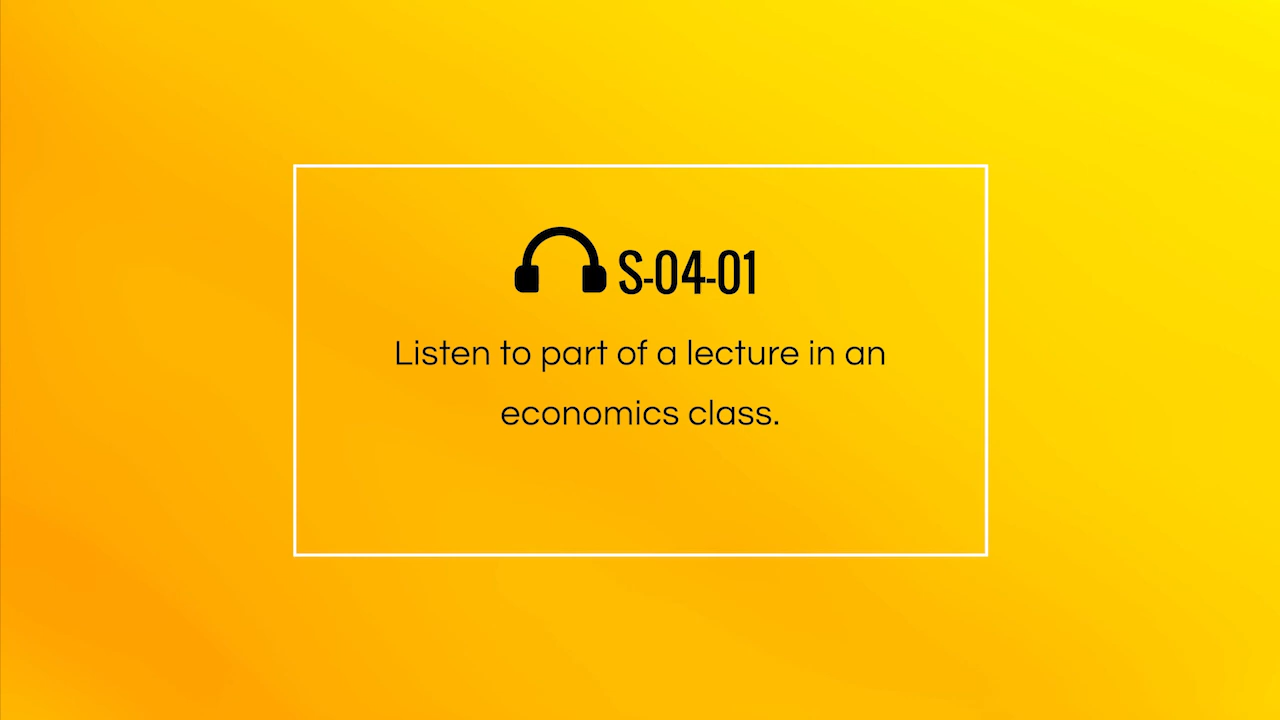 S-04-01
Listen to part of a lecture in an
economics class.